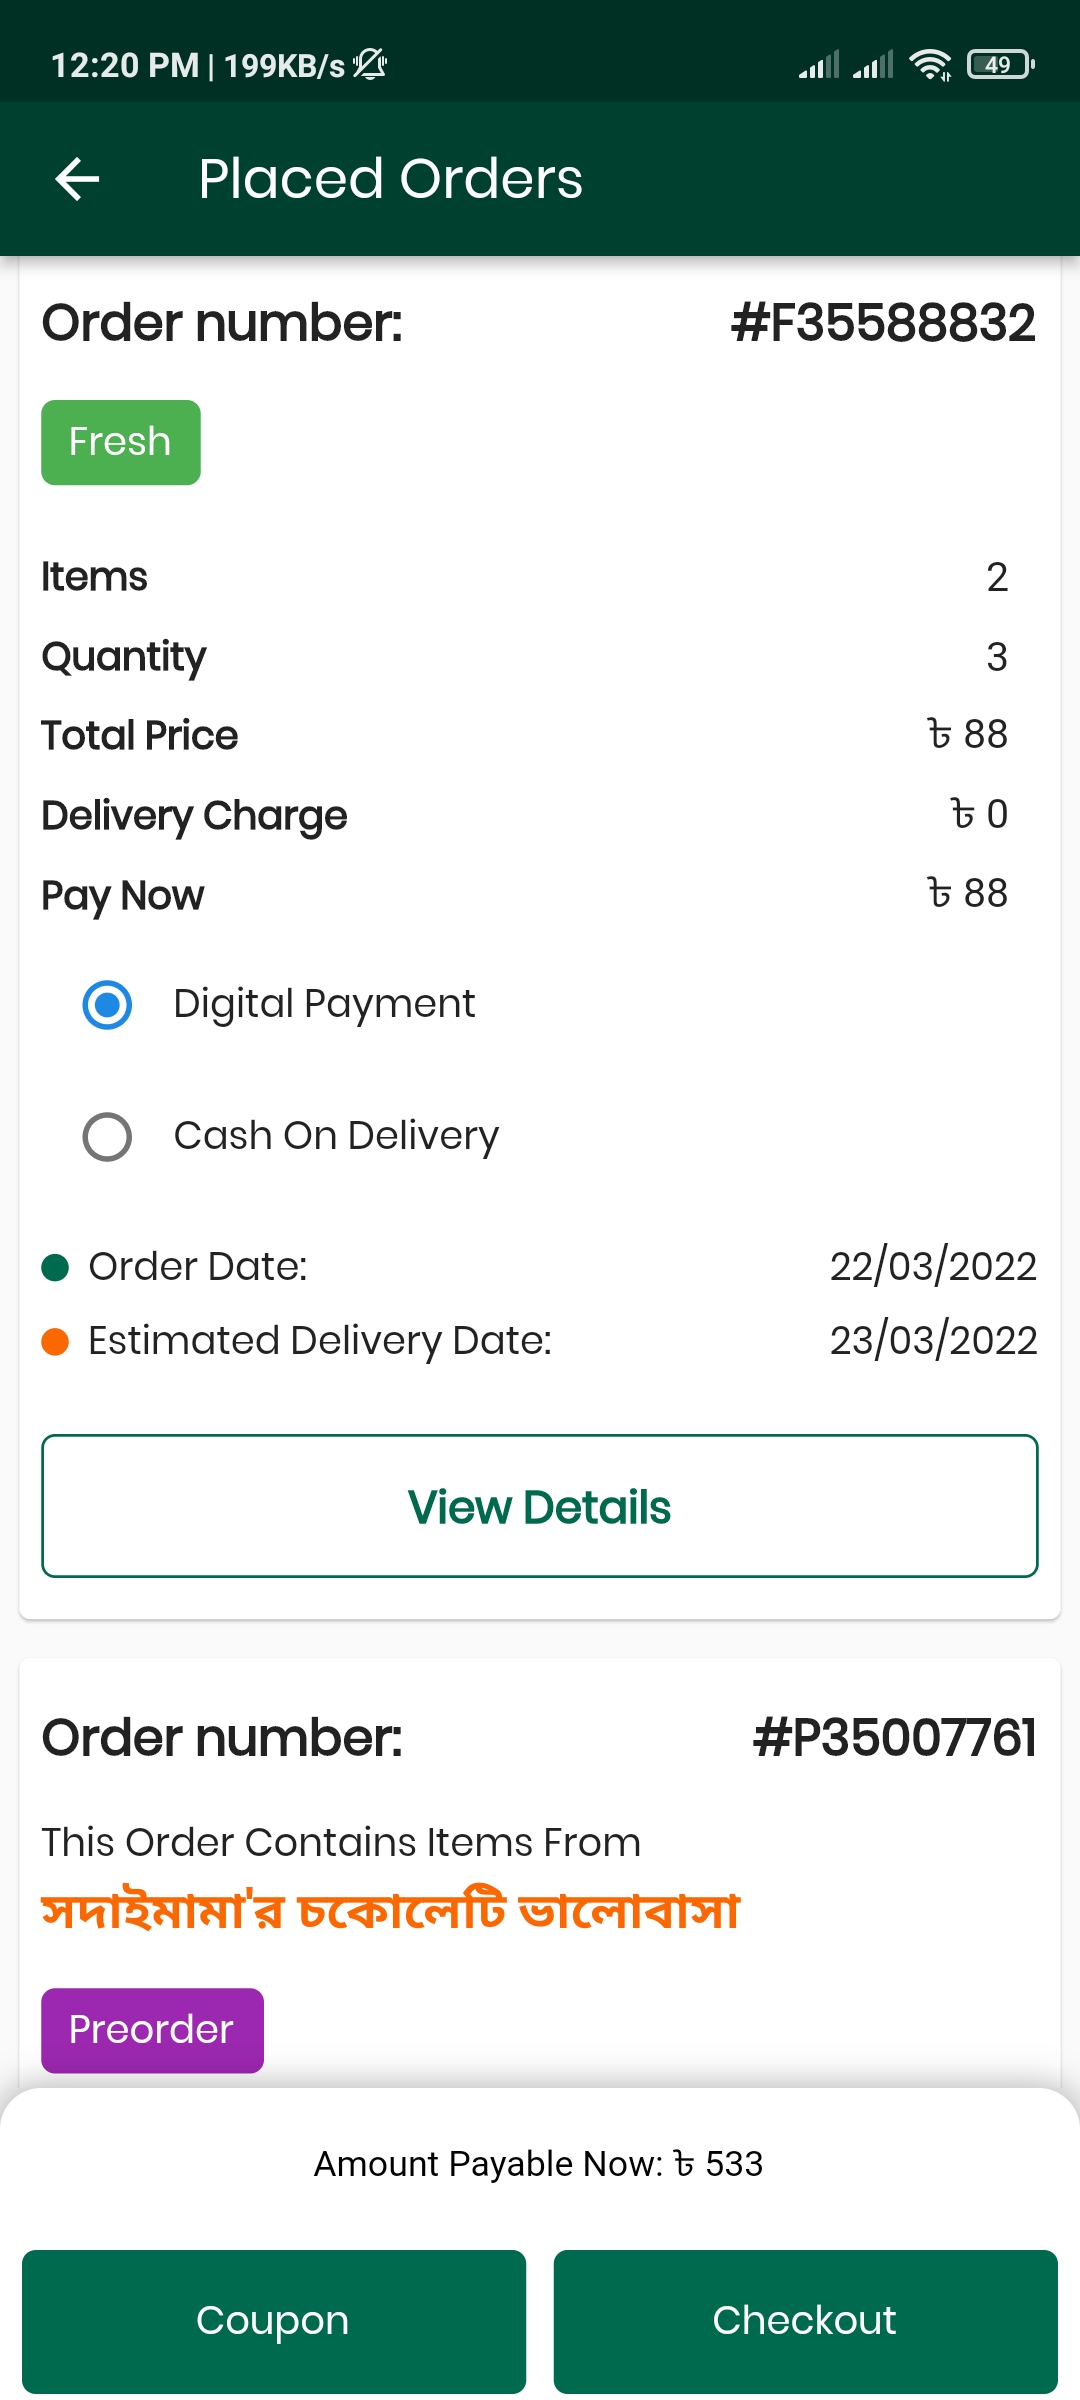 12:20 PM | 199KB/s 49
Placed Orders
Order number: #F35588832
Fresh
Items 2
Quantity 3
Total Price ৳ 88
Delivery Charge ৳ 0
Pay Now ৳ 88
Digital Payment
Cash On Delivery
Order Date: 22/03/2022
Estimated Delivery Date: 23/03/2022
View Details
Order number: #P35007761
This Order Contains Items From
সদাইমামা'র চকোলেটি ভালোবাসা
Preorder
Amount Payable Now: ৳ 533
Coupon Checkout